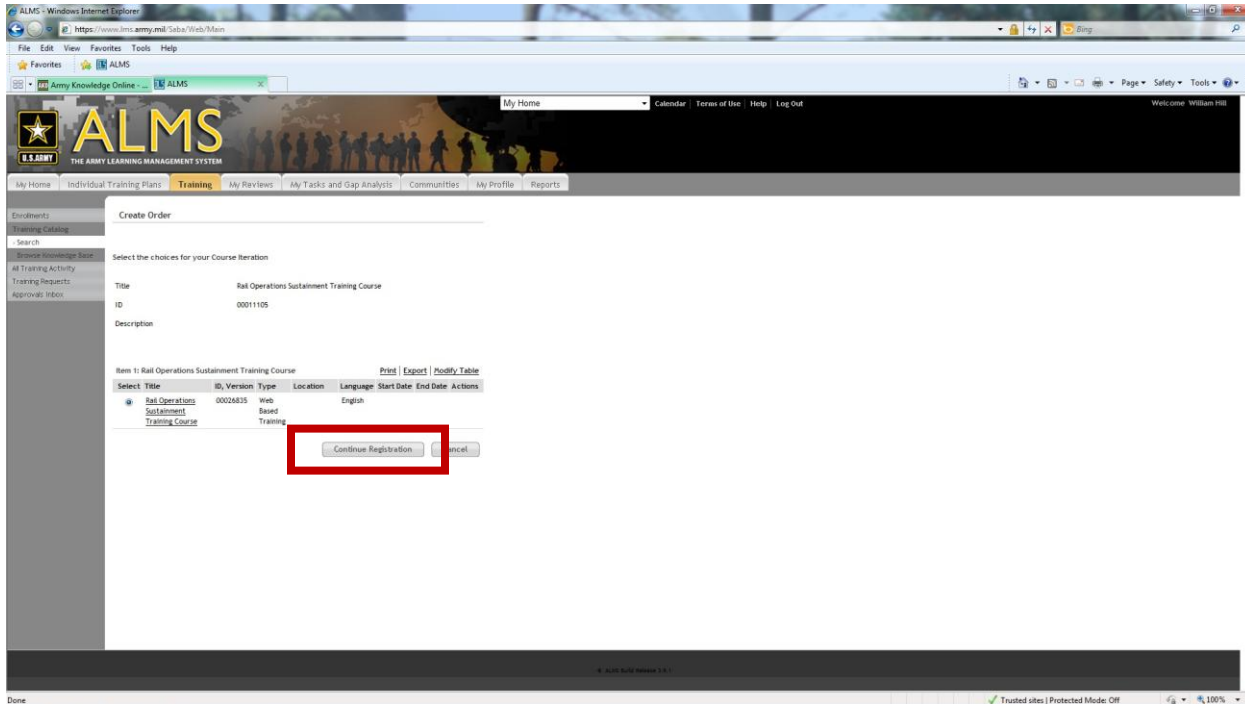 ALMS - Windows Internet Explorer
https://www.lms.army.mil/Saba/Web/Main
Bing
File Edit View Favorites Tools Help
Favorites ALMS
Army Knowledge Online - ... ALMS Page Safety Tools
My Home Calendar | Terms of Use | Help | Log Out Welcome William Hill
ALMS
U.S.ARMY THE ARMY LEARNING MANAGEMENT SYSTEM
My Home Individual Training Plans Training My Reviews My Tasks and Gap Analysis Communities My Profile Reports
Enrollments
Training Catalog
- Search
Browse Knowledge Base
All Training Activity
Training Requests
Approvals Inbox
Create Order
Select the choices for your Course Iteration
Title Rail Operations Sustainment Training Course
ID 00011105
Description
Item 1: Rail Operations Sustainment Training Course Print | Export | Modify Table
Select Title ID, Version Type Location Language Start Date End Date Actions
Rail Operations 00026835 Web English
Sustainment Based
Training Course Training
Continue Registration ancel
Done Trusted sites | Protected Mode: Off 100%